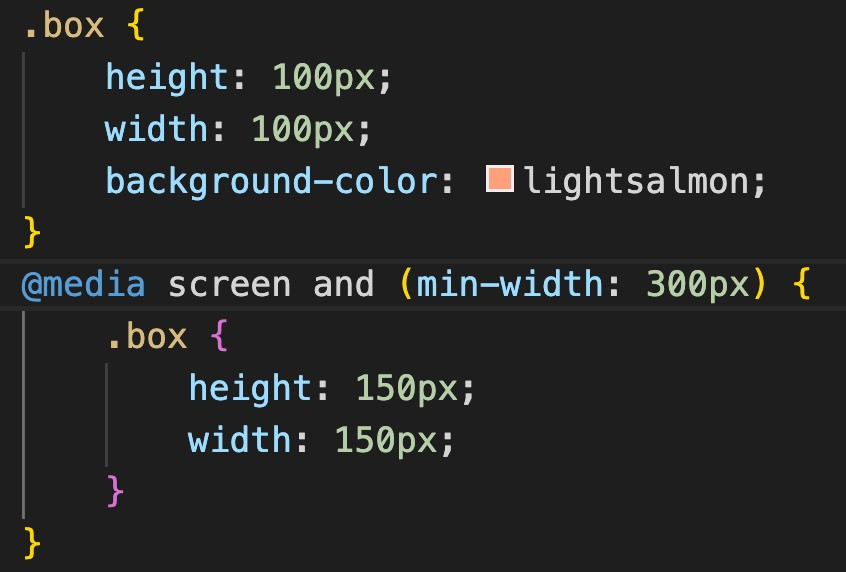 .box {
    height: 100px;
    width: 100px;
    background-color: lightsalmon;
}
@media screen and (min-width: 300px) {
    .box {
        height: 150px;
        width: 150px;
    }
}